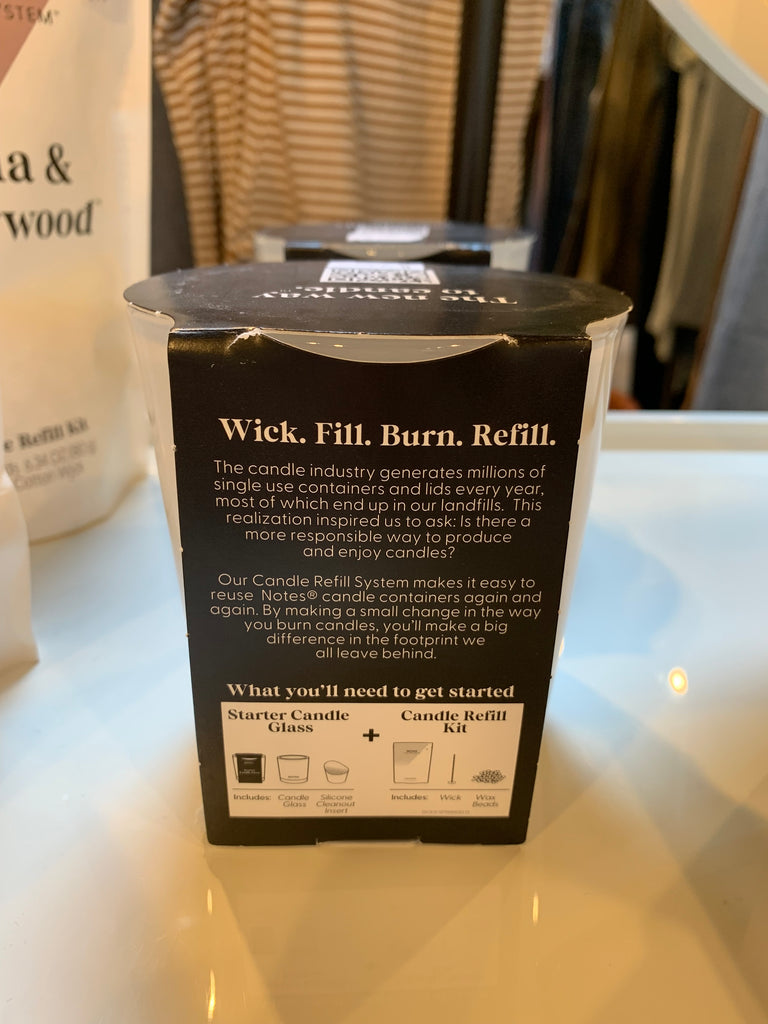 YSTEM™
a &
wood
e Refill Kit
Cotton Wick
The new way
to candle.™
Wick. Fill. Burn. Refill.
The candle industry generates millions of
single use containers and lids every year,
most of which end up in our landfills. This
realization inspired us to ask: Is there a
more responsible way to produce
and enjoy candles?
Our Candle Refill System makes it easy to
reuse Notes® candle containers again and
again. By making a small change in the way
you burn candles, you'll make a big
difference in the footprint we
all leave behind.
What you'll need to get started
Starter Candle
Glass
+
Candle Refill
Kit
Includes: Candle
Glass
Silicone
Cleanout
Insert
Includes: Wick
Wax
Beads